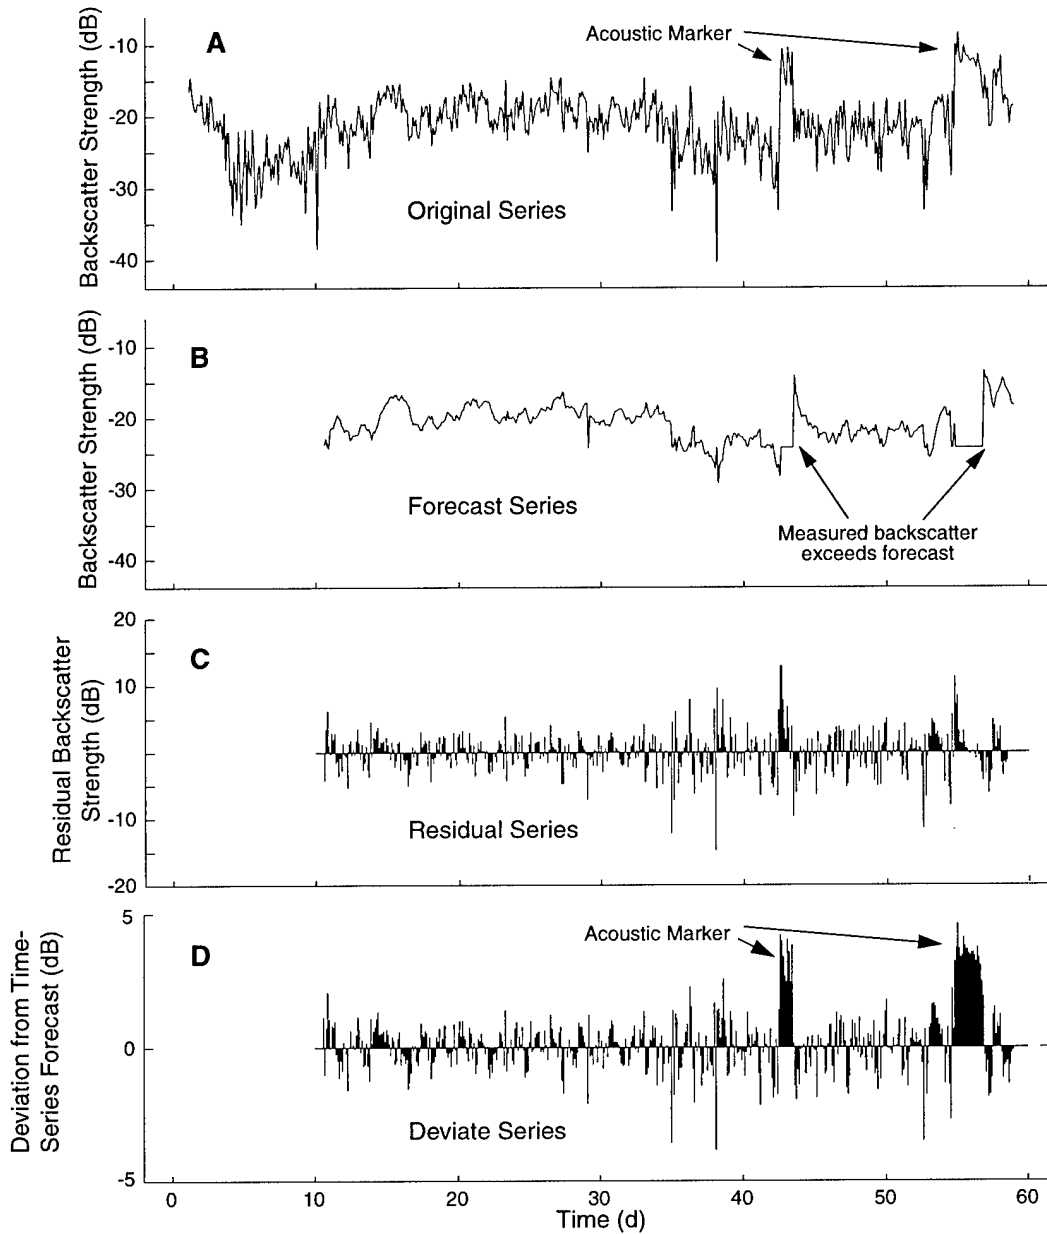 A
Backscatter Strength (dB)
-10
-20
-30
-40
Acoustic Marker
Original Series
B
Backscatter Strength (dB)
-10
-20
-30
-40
Forecast Series
Measured backscatter
exceeds forecast
C
Residual Backscatter
Strength (dB)
20
10
0
-10
-20
Residual Series
D
Deviation from Time-
Series Forecast (dB)
5
0
-5
Acoustic Marker
Deviate Series
0
10
20
30
40
50
60
Time (d)